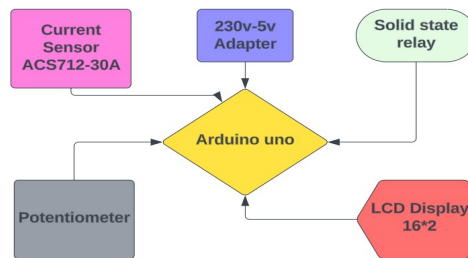 Current
Sensor
ACS712-30A
230v-5v
Adapter
Solid state
relay
Arduino uno
Potentiometer
LCD Display
16*2